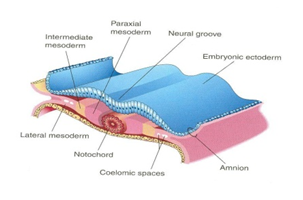 Paraxial
mesoderm
Intermediate
mesoderm
Neural groove
Embryonic ectoderm
Lateral mesoderm
Notochord
Coelomic spaces
Amnion